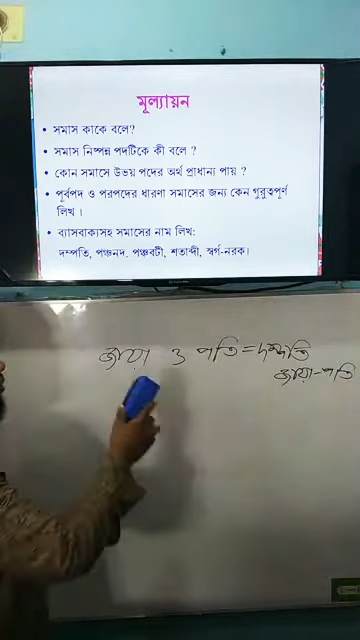 মূল্যায়ন
• সমাস কাকে বলে?
• সমাস নিষ্পন্ন পদটিকে কী বলে ?
• কোন সমাসে উভয় পদের অর্থ প্রাধান্য পায় ?
• পূর্বপদ ও পরপদের ধারণা সমাসের জন্য কেন গুরুত্বপূর্ণ
লিখ ।
• ব্যাসবাক্যসহ সমাসের নাম লিখ:
দম্পতি, পঞ্চনদ. পঞ্চবটী, শতাব্দী, স্বর্গ-নরক।
জায়া ও পতি = দম্পতি
জায়া-পতি